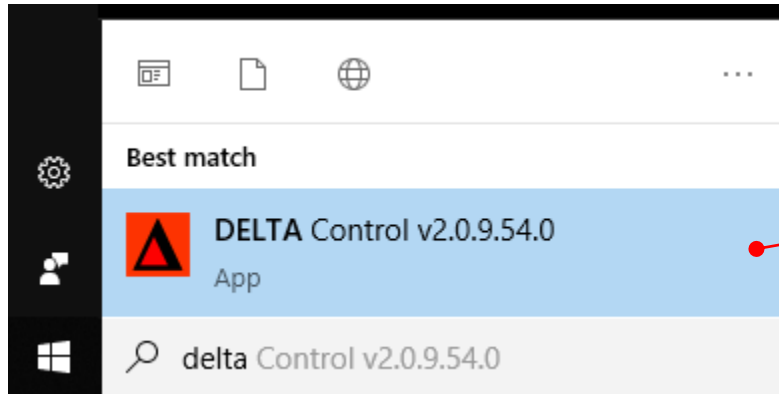 ...
Best match
DELTA Control v2.0.9.54.0
App
delta Control v2.0.9.54.0